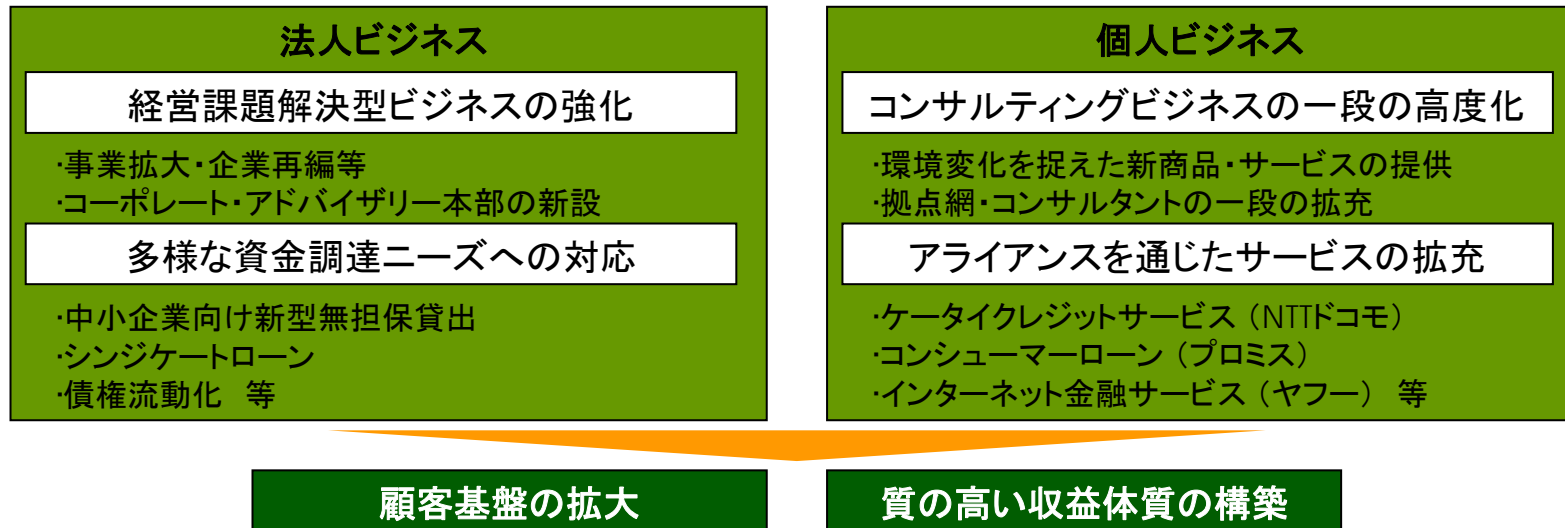 法人ビジネス
経営課題解決型ビジネスの強化
·事業拡大・企業再編等
·コーポレート・アドバイザリー本部の新設
多様な資金調達ニーズへの対応
·中小企業向け新型無担保貸出
·シンジケートローン
·債権流動化　等
個人ビジネス
コンサルティングビジネスの一段の高度化
·環境変化を捉えた新商品・サービスの提供
·拠点網・コンサルタントの一段の拡充
アライアンスを通じたサービスの拡充
·ケータイクレジットサービス（NTTドコモ）
·コンシューマーローン（プロミス）
·インターネット金融サービス（ヤフー）　等
顧客基盤の拡大
質の高い収益体質の構築